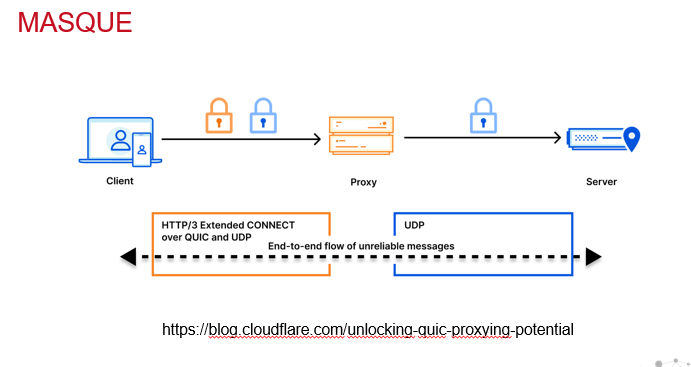 MASQUE
Client
Proxy
Server
HTTP/3 Extended CONNECT
over QUIC and UDP
UDP
End-to-end flow of unreliable messages
https://blog.cloudflare.com/unlocking-quic-proxying-potential